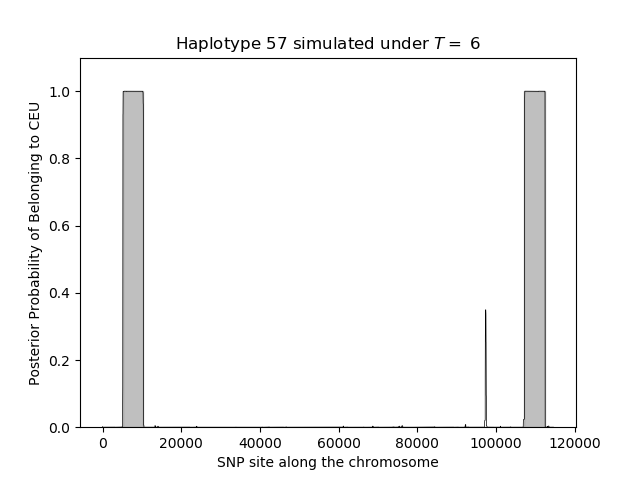 Haplotype 57 simulated under T = 6
Posterior Probability of Belonging to CEU
1.0
0.8
0.6
0.4
0.2
0.0
0 20000 40000 60000 80000 100000 120000
SNP site along the chromosome